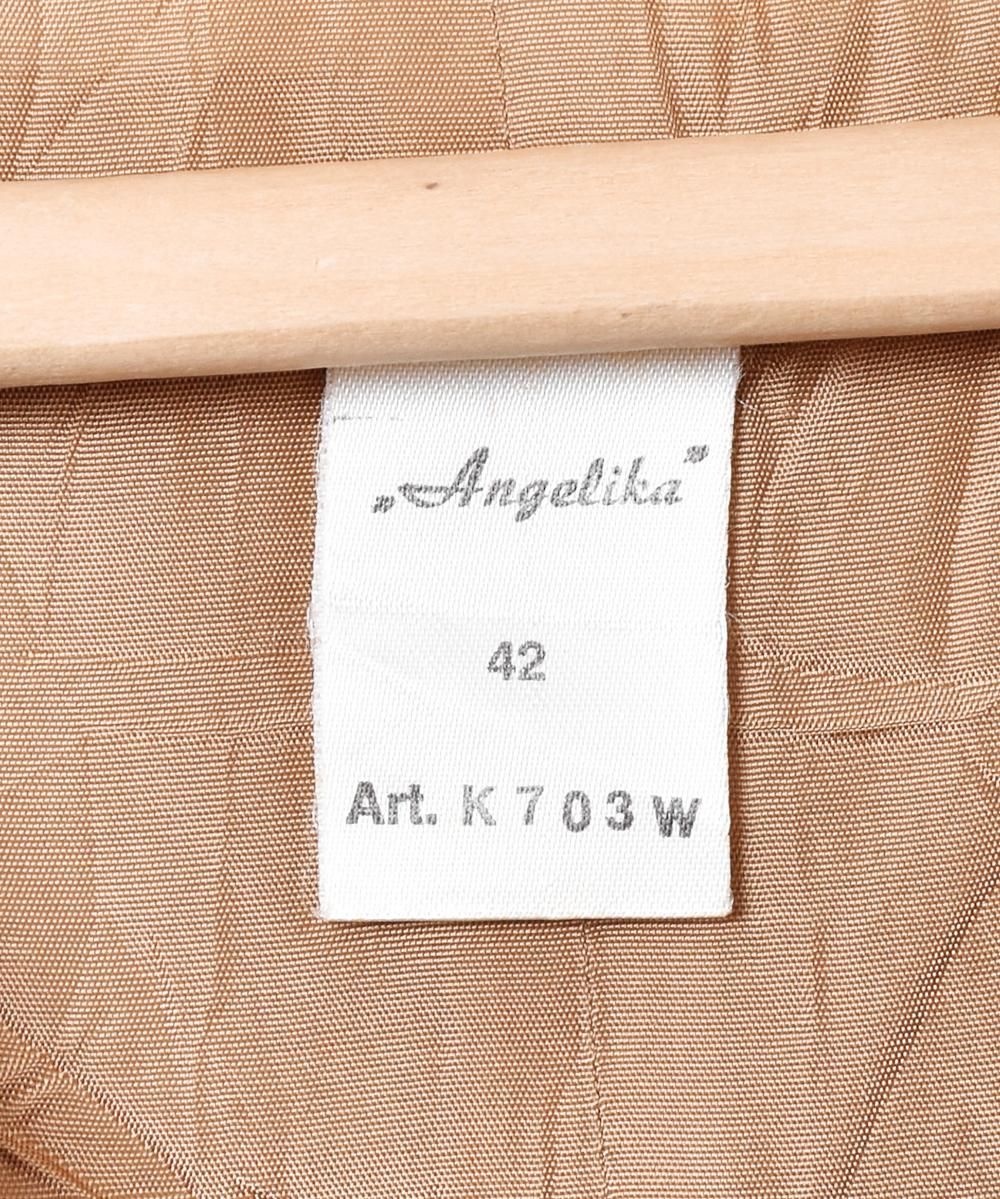 „Angelika”
42
Art. K 7 0 3 W